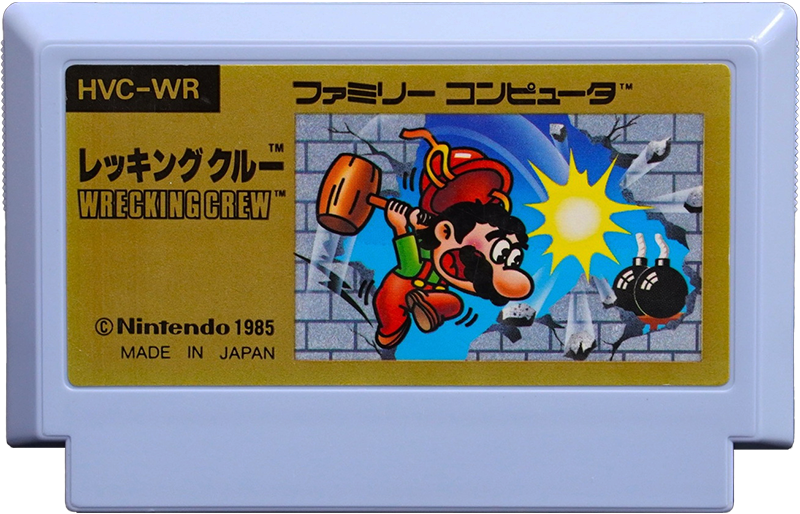 HVC-WR
ファミリー コンピュータ™
レッキングクルー™
WRECKING CREW™
©Nintendo 1985
MADE IN JAPAN